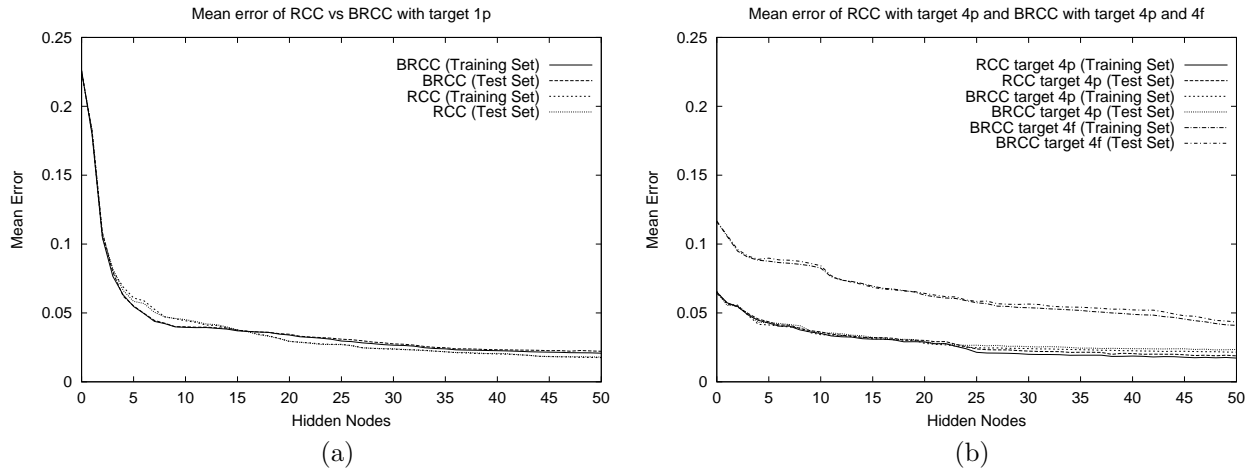 Mean error of RCC vs BRCC with target 1p
0.25
0.2
0.15
0.1
0.05
0
Mean Error
BRCC (Training Set)
BRCC (Test Set)
RCC (Training Set)
RCC (Test Set)
0 5 10 15 20 25 30 35 40 45 50
Hidden Nodes
(a)
Mean error of RCC with target 4p and BRCC with target 4p and 4f
0.25
0.2
0.15
0.1
0.05
0
Mean Error
RCC target 4p (Training Set)
RCC target 4p (Test Set)
BRCC target 4p (Training Set)
BRCC target 4p (Test Set)
BRCC target 4f (Training Set)
BRCC target 4f (Test Set)
0 5 10 15 20 25 30 35 40 45 50
Hidden Nodes
(b)